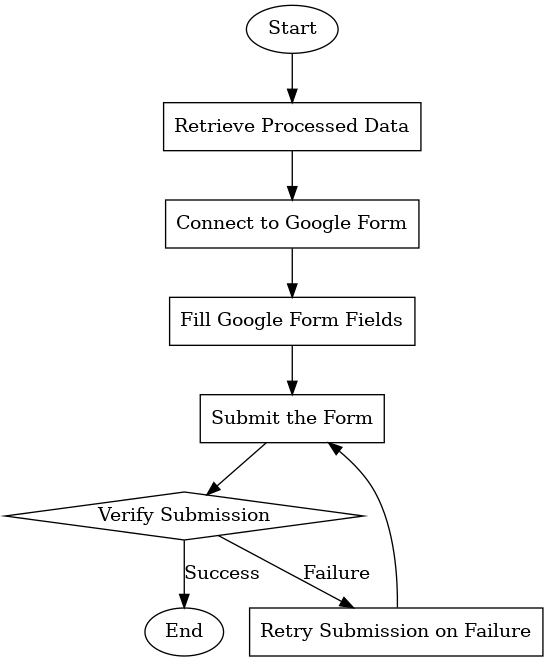 Start
Retrieve Processed Data
Connect to Google Form
Fill Google Form Fields
Submit the Form
Verify Submission
Success
Failure
End
Retry Submission on Failure